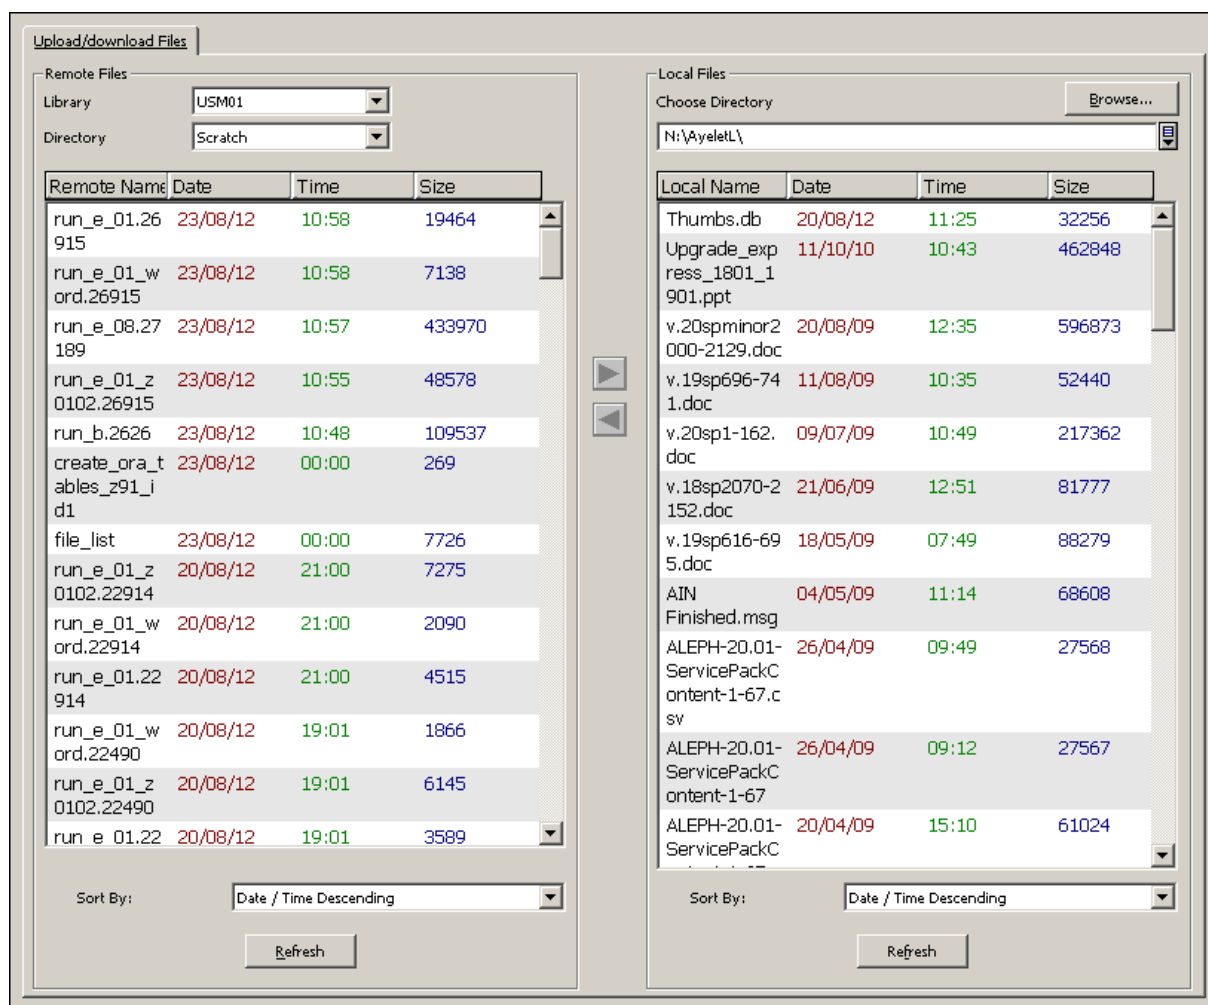 Upload/download Files
Remote Files
Library
USM01
Directory
Scratch
Remote Name Date Time Size
run_e_01.26 23/08/12 10:58 19464
915
run_e_01_w 23/08/12 10:58 7138
ord.26915
run_e_08.27 23/08/12 10:57 433970
189
run_e_01_z 23/08/12 10:55 48578
0102.26915
run_b.2626 23/08/12 10:48 109537
create_ora_t 23/08/12 00:00 269
ables_z91_i
d1
file_list 23/08/12 00:00 7726
run_e_01_z 20/08/12 21:00 7275
0102.22914
run_e_01_w 20/08/12 21:00 2090
ord.22914
run_e_01.22 20/08/12 21:00 4515
914
run_e_01_w 20/08/12 19:01 1866
ord.22490
run_e_01_z 20/08/12 19:01 6145
0102.22490
run_e_01.22 20/08/12 19:01 3589
Sort By: Date / Time Descending
Refresh
Local Files
Choose Directory
Browse...
N:\AyeletL\
Local Name Date Time Size
Thumbs.db 20/08/12 11:25 32256
Upgrade_exp 11/10/10 10:43 462848
ress_1801_1
901.ppt
v.20spminor2 20/08/09 12:35 596873
000-2129.doc
v.19sp696-74 11/08/09 10:35 52440
1.doc
v.20sp1-162. 09/07/09 10:49 217362
doc
v.18sp2070-2 21/06/09 12:51 81777
152.doc
v.19sp616-69 18/05/09 07:49 88279
5.doc
AIN 04/05/09 11:14 68608
Finished.msg
ALEPH-20.01- 26/04/09 09:49 27568
ServicePackC
ontent-1-67.c
sv
ALEPH-20.01- 26/04/09 09:12 27567
ServicePackC
ontent-1-67
ALEPH-20.01- 20/04/09 15:10 61024
ServicePackC
Sort By: Date / Time Descending
Refresh